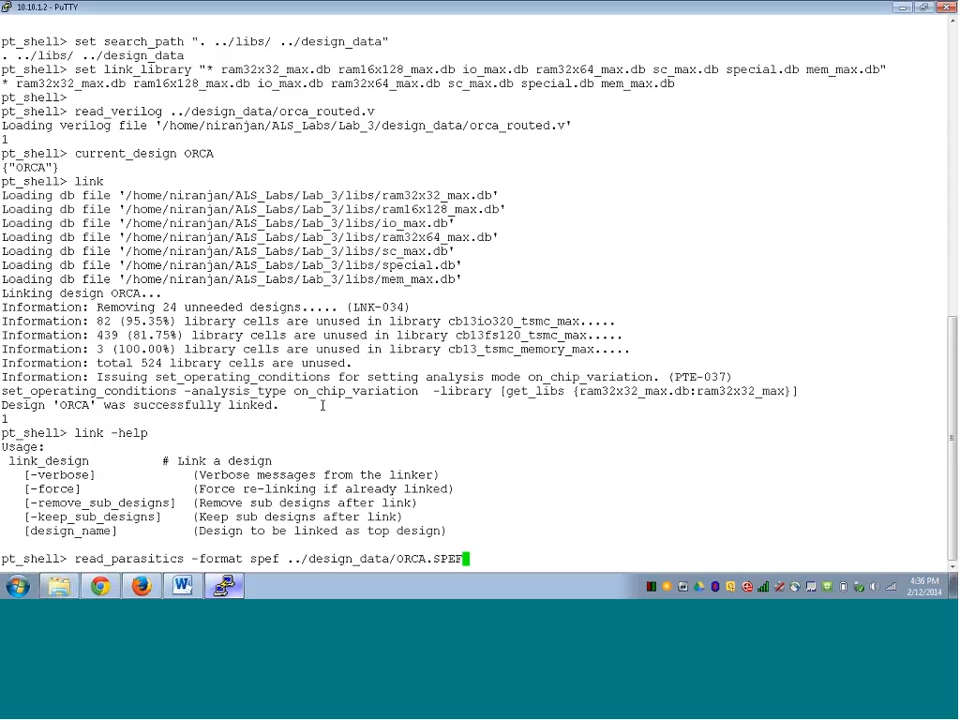 10.10.1.2 - PuTTY
pt_shell> set search_path ". ../libs/ ../design_data"
. ../libs/ ../design_data
pt_shell> set link_library "* ram32x32_max.db ram16x128_max.db io_max.db ram32x64_max.db sc_max.db special.db mem_max.db"
* ram32x32_max.db ram16x128_max.db io_max.db ram32x64_max.db sc_max.db special.db mem_max.db
pt_shell>
pt_shell> read_verilog ../design_data/orca_routed.v
Loading verilog file '/home/niranjan/ALS_Labs/Lab_3/design_data/orca_routed.v'
1
pt_shell> current_design ORCA
{"ORCA"}
pt_shell> link
Loading db file '/home/niranjan/ALS_Labs/Lab_3/libs/ram32x32_max.db'
Loading db file '/home/niranjan/ALS_Labs/Lab_3/libs/ram16x128_max.db'
Loading db file '/home/niranjan/ALS_Labs/Lab_3/libs/io_max.db'
Loading db file '/home/niranjan/ALS_Labs/Lab_3/libs/ram32x64_max.db'
Loading db file '/home/niranjan/ALS_Labs/Lab_3/libs/sc_max.db'
Loading db file '/home/niranjan/ALS_Labs/Lab_3/libs/special.db'
Loading db file '/home/niranjan/ALS_Labs/Lab_3/libs/mem_max.db'
Linking design ORCA...
Information: Removing 24 unneeded designs..... (LNK-034)
Information: 82 (95.35%) library cells are unused in library cb13io320_tsmc_max.....
Information: 439 (81.75%) library cells are unused in library cb13fs120_tsmc_max.....
Information: 3 (100.00%) library cells are unused in library cb13_tsmc_memory_max.....
Information: total 524 library cells are unused.
Information: Issuing set_operating_conditions for setting analysis mode on_chip_variation. (PTE-037)
set_operating_conditions -analysis_type on_chip_variation  -library [get_libs {ram32x32_max.db:ram32x32_max}]
Design 'ORCA' was successfully linked.
1
pt_shell> link -help
Usage:
link_design # Link a design
[-verbose] (Verbose messages from the linker)
[-force] (Force re-linking if already linked)
[-remove_sub_designs] (Remove sub designs after link)
[-keep_sub_designs] (Keep sub designs after link)
[design_name] (Design to be linked as top design)
pt_shell> read_parasitics -format spef ../design_data/ORCA.SPEF
4:36 PM
2/12/2014